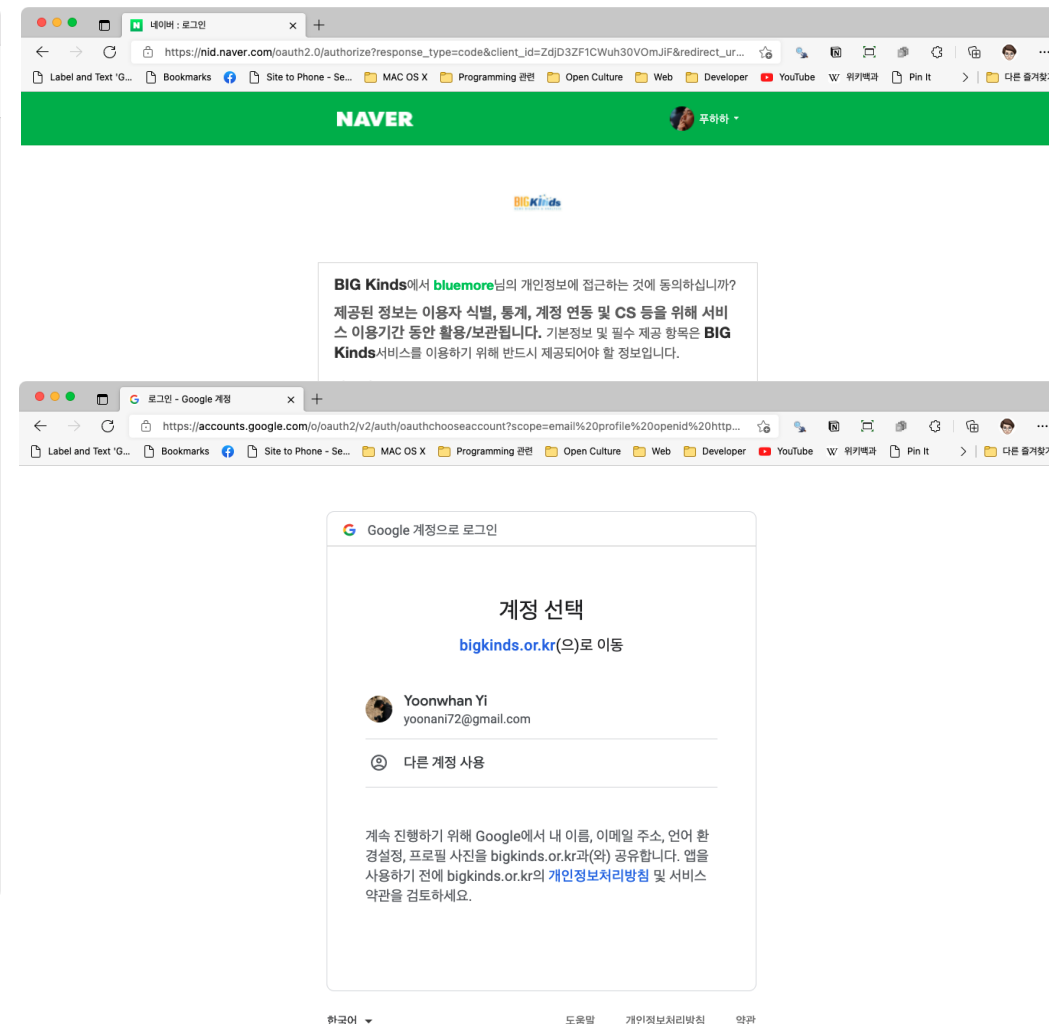 네이버 : 로그인
https://nid.naver.com/oauth2.0/authorize?response_type=code&client_id=ZdjD3ZF1CWuh30VOmJiF&redirect_ur...
Label and Text 'G... Bookmarks Site to Phone - Se... MAC OS X Programming 관련 Open Culture Web Developer YouTube W 위키백과 Pin It 다른 즐겨찾기
NAVER 푸하하
BIGKinds
BIG Kinds에서 bluemore님의 개인정보에 접근하는 것에 동의하십니까?
제공된 정보는 이용자 식별, 통계, 계정 연동 및 CS 등을 위해 서비
스 이용기간 동안 활용/보관됩니다. 기본정보 및 필수 제공 항목은 BIG
Kinds서비스를 이용하기 위해 반드시 제공되어야 할 정보입니다.
로그인 - Google 계정
https://accounts.google.com/o/oauth2/v2/auth/oauthchooseaccount?scope=email%20profile%20openid%20http...
Label and Text 'G... Bookmarks Site to Phone - Se... MAC OS X Programming 관련 Open Culture Web Developer YouTube W 위키백과 Pin It 다른 즐겨찾기
G Google 계정으로 로그인
계정 선택
bigkinds.or.kr(으)로 이동
Yoonwhan Yi
yoonani72@gmail.com
다른 계정 사용
계속 진행하기 위해 Google에서 내 이름, 이메일 주소, 언어 환
경설정, 프로필 사진을 bigkinds.or.kr과(와) 공유합니다. 앱을
사용하기 전에 bigkinds.or.kr의 개인정보처리방침 및 서비스
약관을 검토하세요.
한국어 도움말 개인정보처리방침 약관